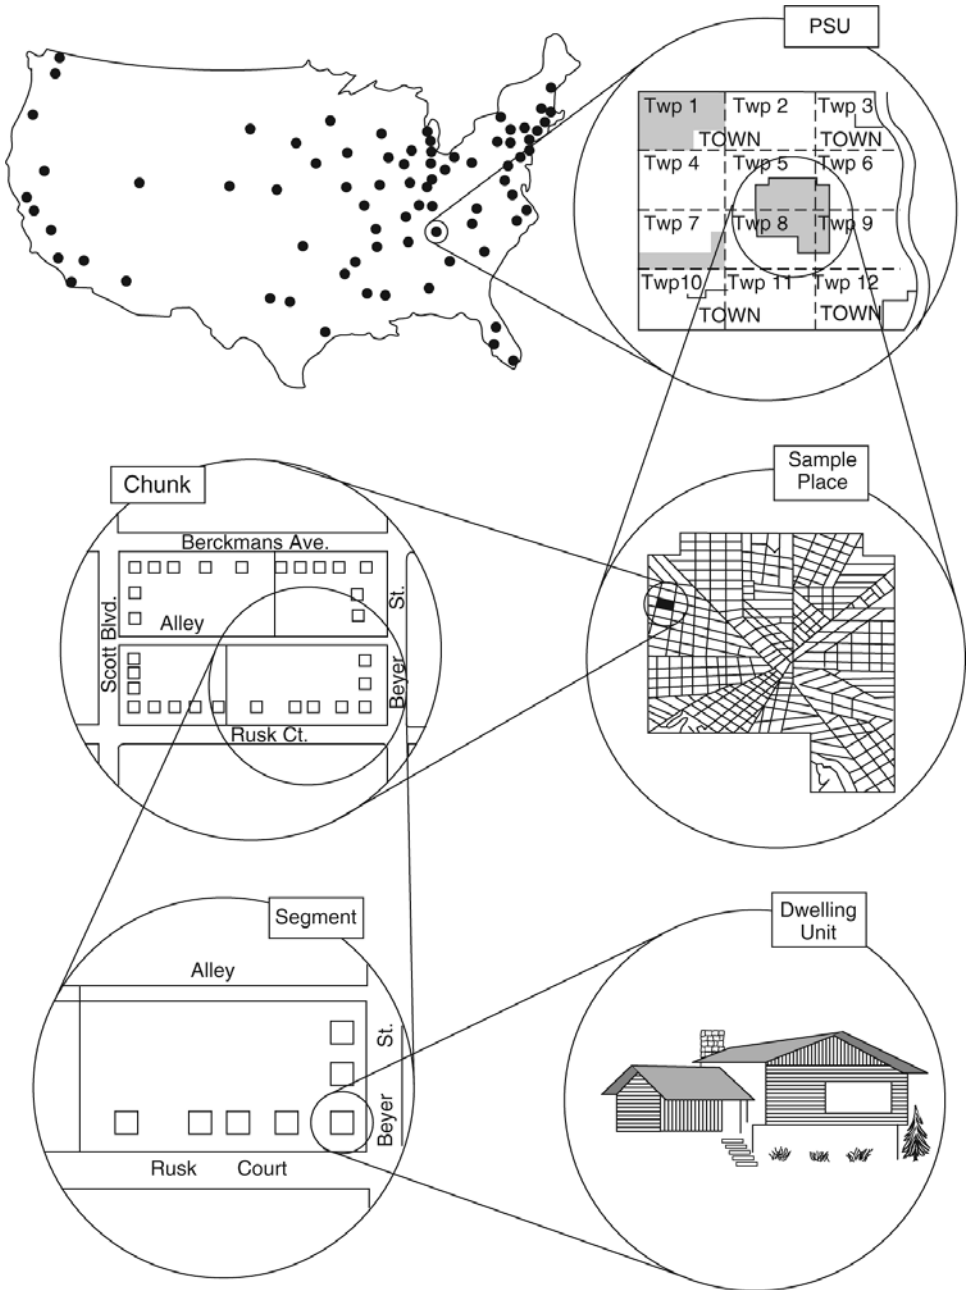 PSU
Twp 1 Twp 2 Twp 3
TOWN TOWN
Twp 4 Twp 5 Twp 6
Twp 7 Twp 8 Twp 9
Twp10 Twp 11 Twp 12
TOWN TOWN
Chunk
Berckmans Ave.
Scott Blvd.
Alley
St.
Beyer
Rusk Ct.
Sample
Place
Segment
Alley
St.
Beyer
Rusk Court
Dwelling
Unit